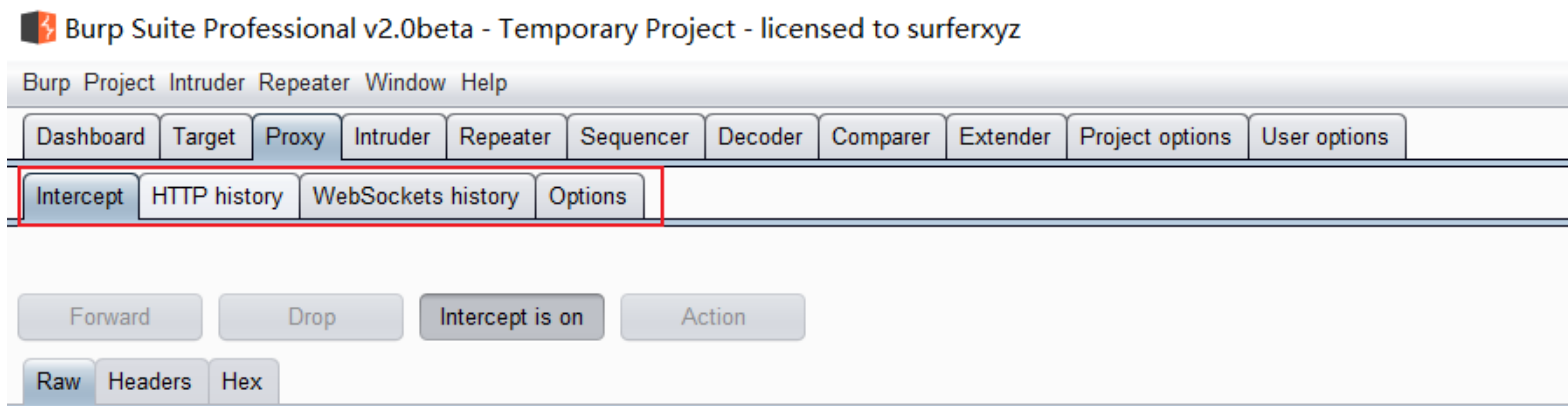 Burp Suite Professional v2.0beta - Temporary Project - licensed to surferxyz
Burp Project Intruder Repeater Window Help
Dashboard Target Proxy Intruder Repeater Sequencer Decoder Comparer Extender Project options User options
Intercept HTTP history WebSockets history Options
Forward Drop Intercept is on Action
Raw Headers Hex